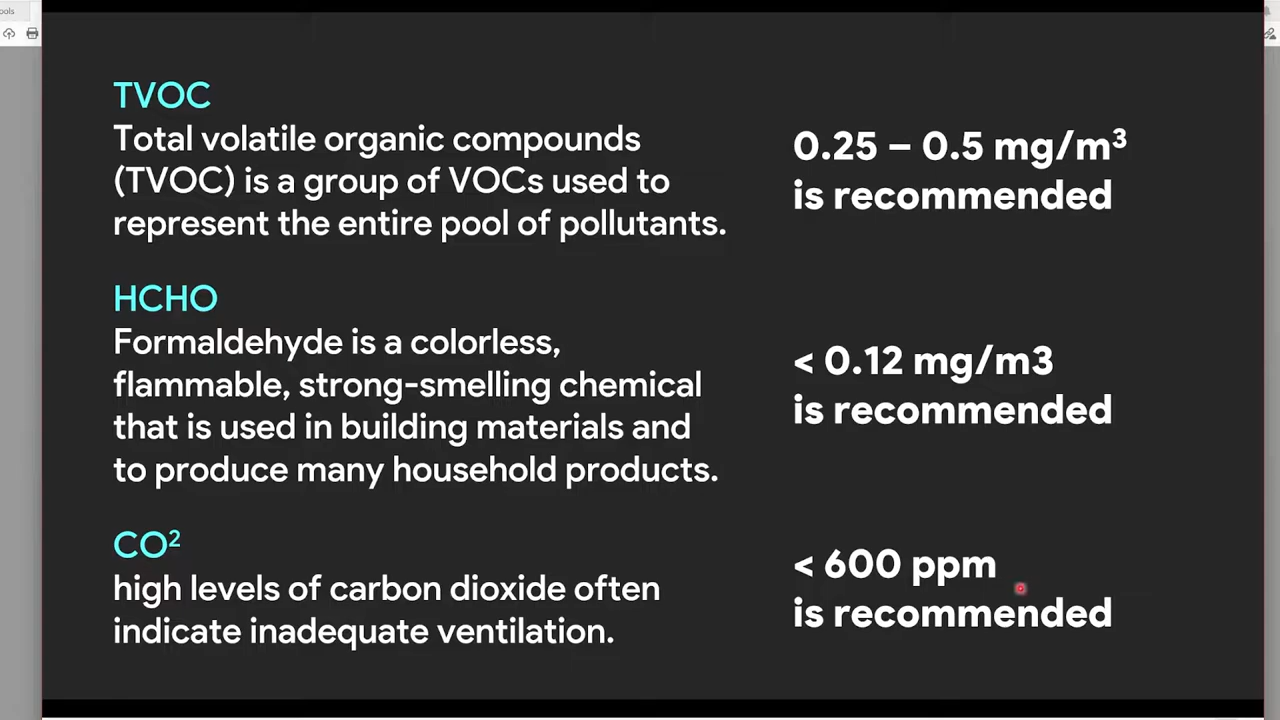 ools
TVOC
Total volatile organic compounds
(TVOC) is a group of VOCs used to
represent the entire pool of pollutants.
0.25 – 0.5 mg/m³
is recommended
HCHO
Formaldehyde is a colorless,
flammable, strong-smelling chemical
that is used in building materials and
to produce many household products.
< 0.12 mg/m3
is recommended
CO²
high levels of carbon dioxide often
indicate inadequate ventilation.
< 600 ppm
is recommended